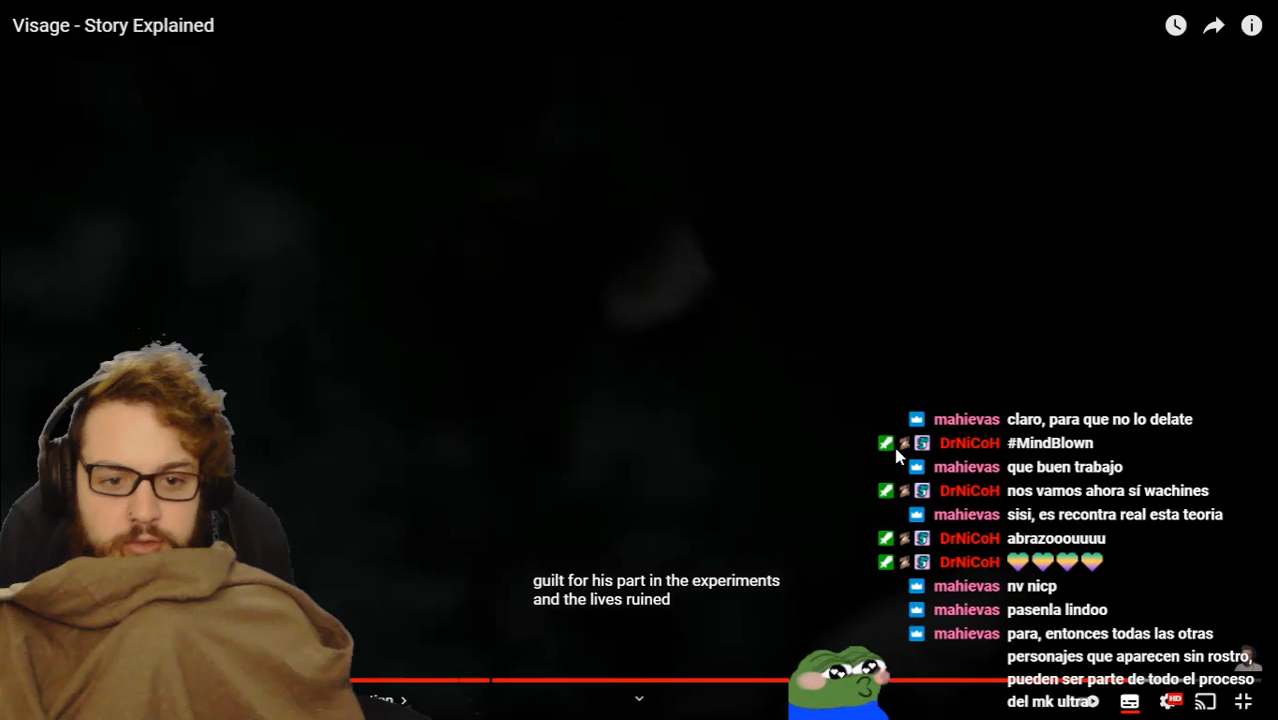 Visage - Story Explained
mahievas claro, para que no lo delate
DrNiCoH #MindBlown
mahievas que buen trabajo
DrNiCoH nos vamos ahora sí wachines
mahievas sisi, es recontra real esta teoria
DrNiCoH abrazooouuuu
DrNiCoH
mahievas nv nicp
mahievas pasenla lindoo
mahievas para, entonces todas las otras
personajes que aparecen sin rostro,
pueden ser parte de todo el proceso
del mk ultra
guilt for his part in the experiments
and the lives ruined
HD